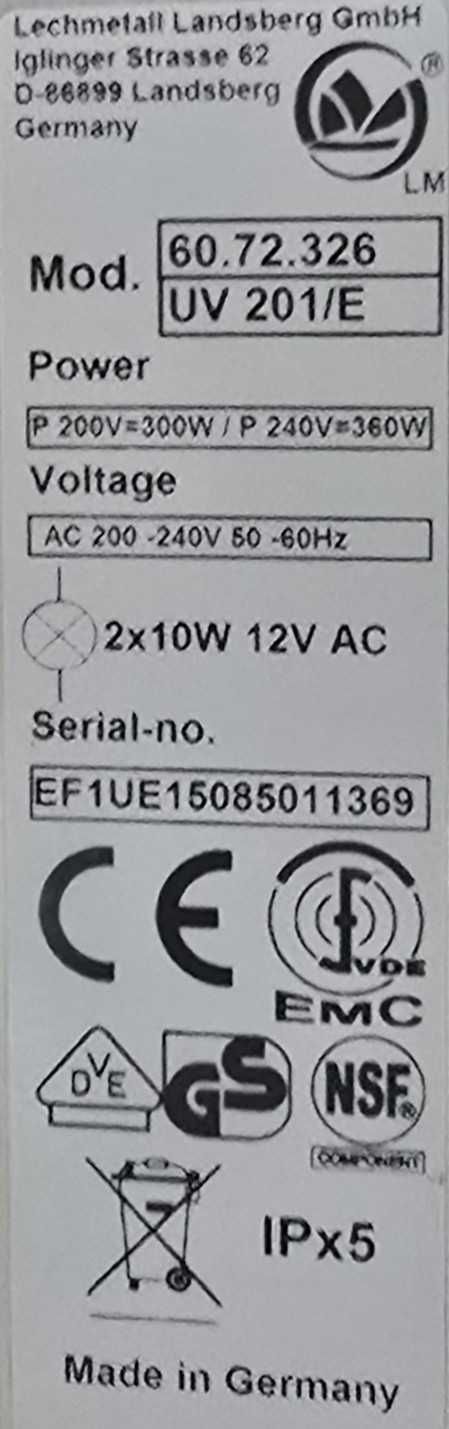 Lechmetall Landsberg GmbH
Iglinger Strasse 62
D-86899 Landsberg
Germany
®
LM
Mod.
60.72.326
UV 201/E
Power
P 200V=300W / P 240V=360W
Voltage
AC 200 -240V 50 -60Hz
2x10W 12V AC
Serial-no.
EF1UE15085011369
CE
VDE
EMC
DVE
GS
NSF®
COMPONENT
IPx5
Made in Germany